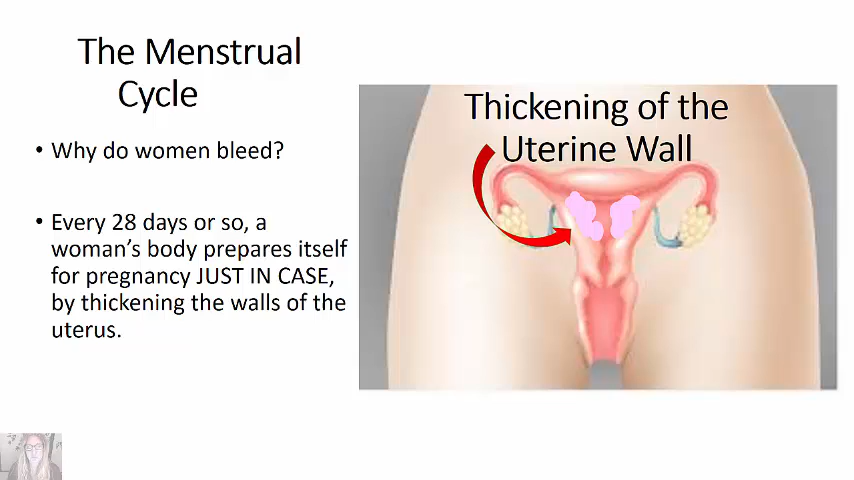 The Menstrual
Cycle
• Why do women bleed?
• Every 28 days or so, a
woman's body prepares itself
for pregnancy JUST IN CASE,
by thickening the walls of the
uterus.
Thickening of the
Uterine Wall